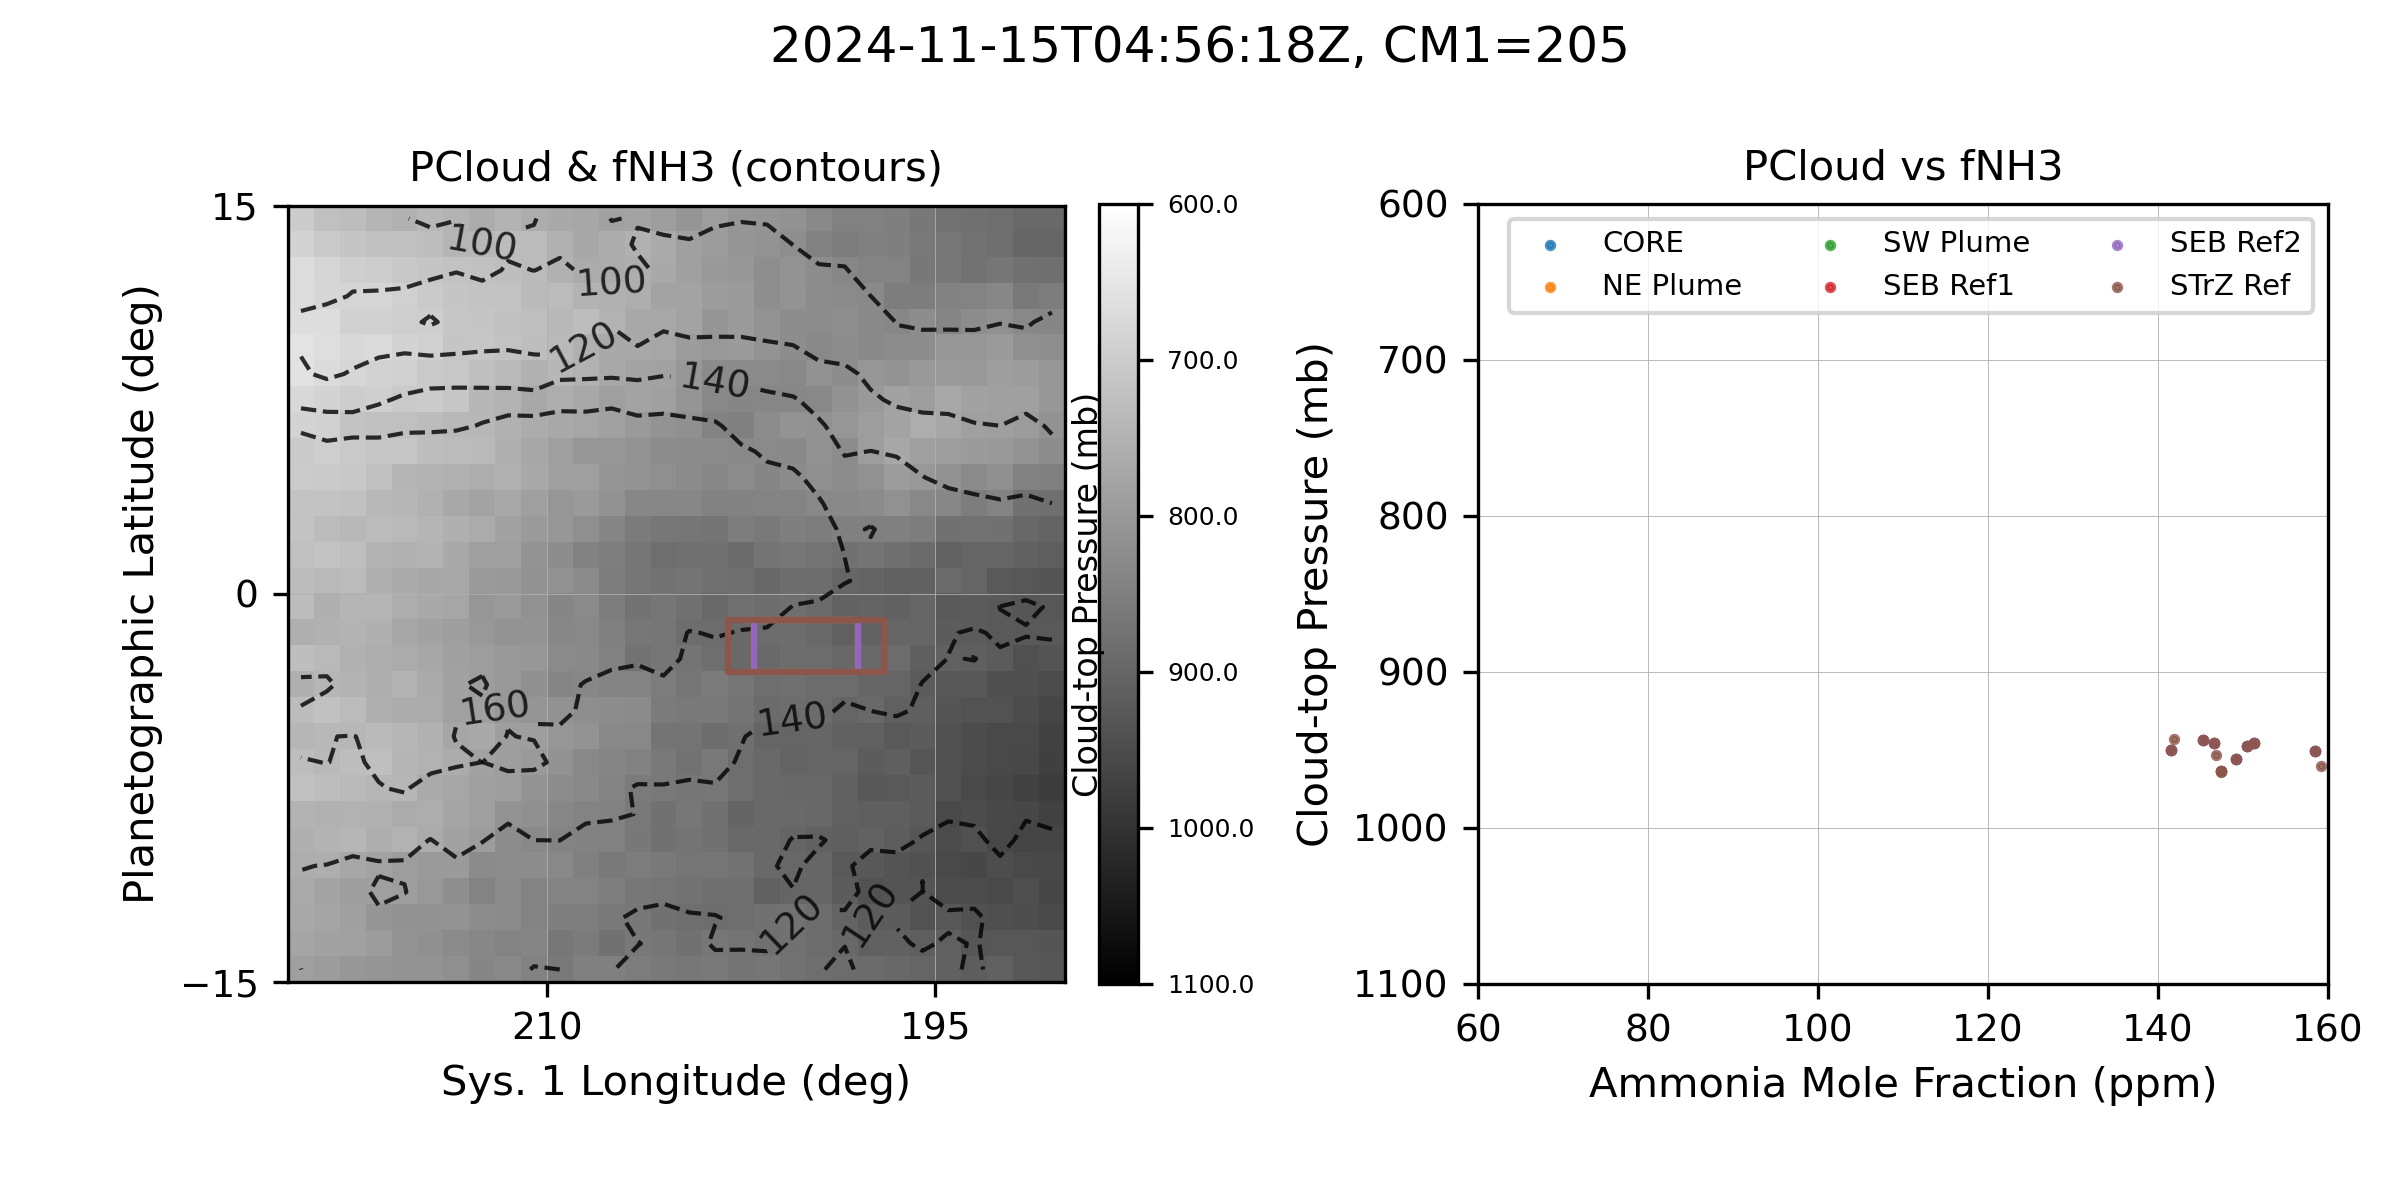 2024-11-15T04:56:18Z, CM1=205
PCloud & fNH3 (contours)
15
0
−15
Planetographic Latitude (deg)
210
195
Sys. 1 Longitude (deg)
100
100
120
140
160
140
120
120
Cloud-top Pressure (mb)
600.0
700.0
800.0
900.0
1000.0
1100.0
PCloud vs fNH3
CORE
NE Plume
SW Plume
SEB Ref1
SEB Ref2
STrZ Ref
600
700
800
900
1000
1100
Cloud-top Pressure (mb)
60
80
100
120
140
160
Ammonia Mole Fraction (ppm)